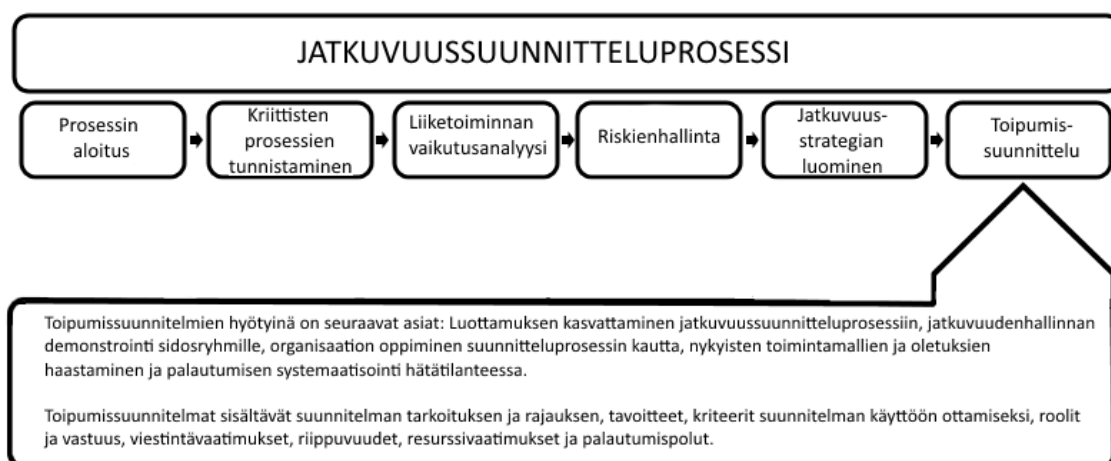 JATKUVUUSSUUNNITTELUPROSESSI
Prosessin
aloitus
Kriittisten
prosessien
tunnistaminen
Liiketoiminnan
vaikutusanalyysi
Riskienhallinta
Jatkuvuus-
strategian
luominen
Toipumis-
suunnittelu
Toipumissuunnitelmien hyötyinä on seuraavat asiat: Luottamuksen kasvattaminen jatkuvuussuunnitteluprosessiin, jatkuvuudenhallinnan
demonstrointi sidosryhmille, organisaation oppiminen suunnitteluprosessin kautta, nykyisten toimintamallien ja oletuksien
haastaminen ja palautumisen systemaatisointi hätätilanteessa.
Toipumissuunnitelmat sisältävät suunnitelman tarkoituksen ja rajauksen, tavoitteet, kriteerit suunnitelman käyttöön ottamiseksi, roolit
ja vastuus, viestintävaatimukset, riippuvuudet, resurssivaatimukset ja palautumispolut.